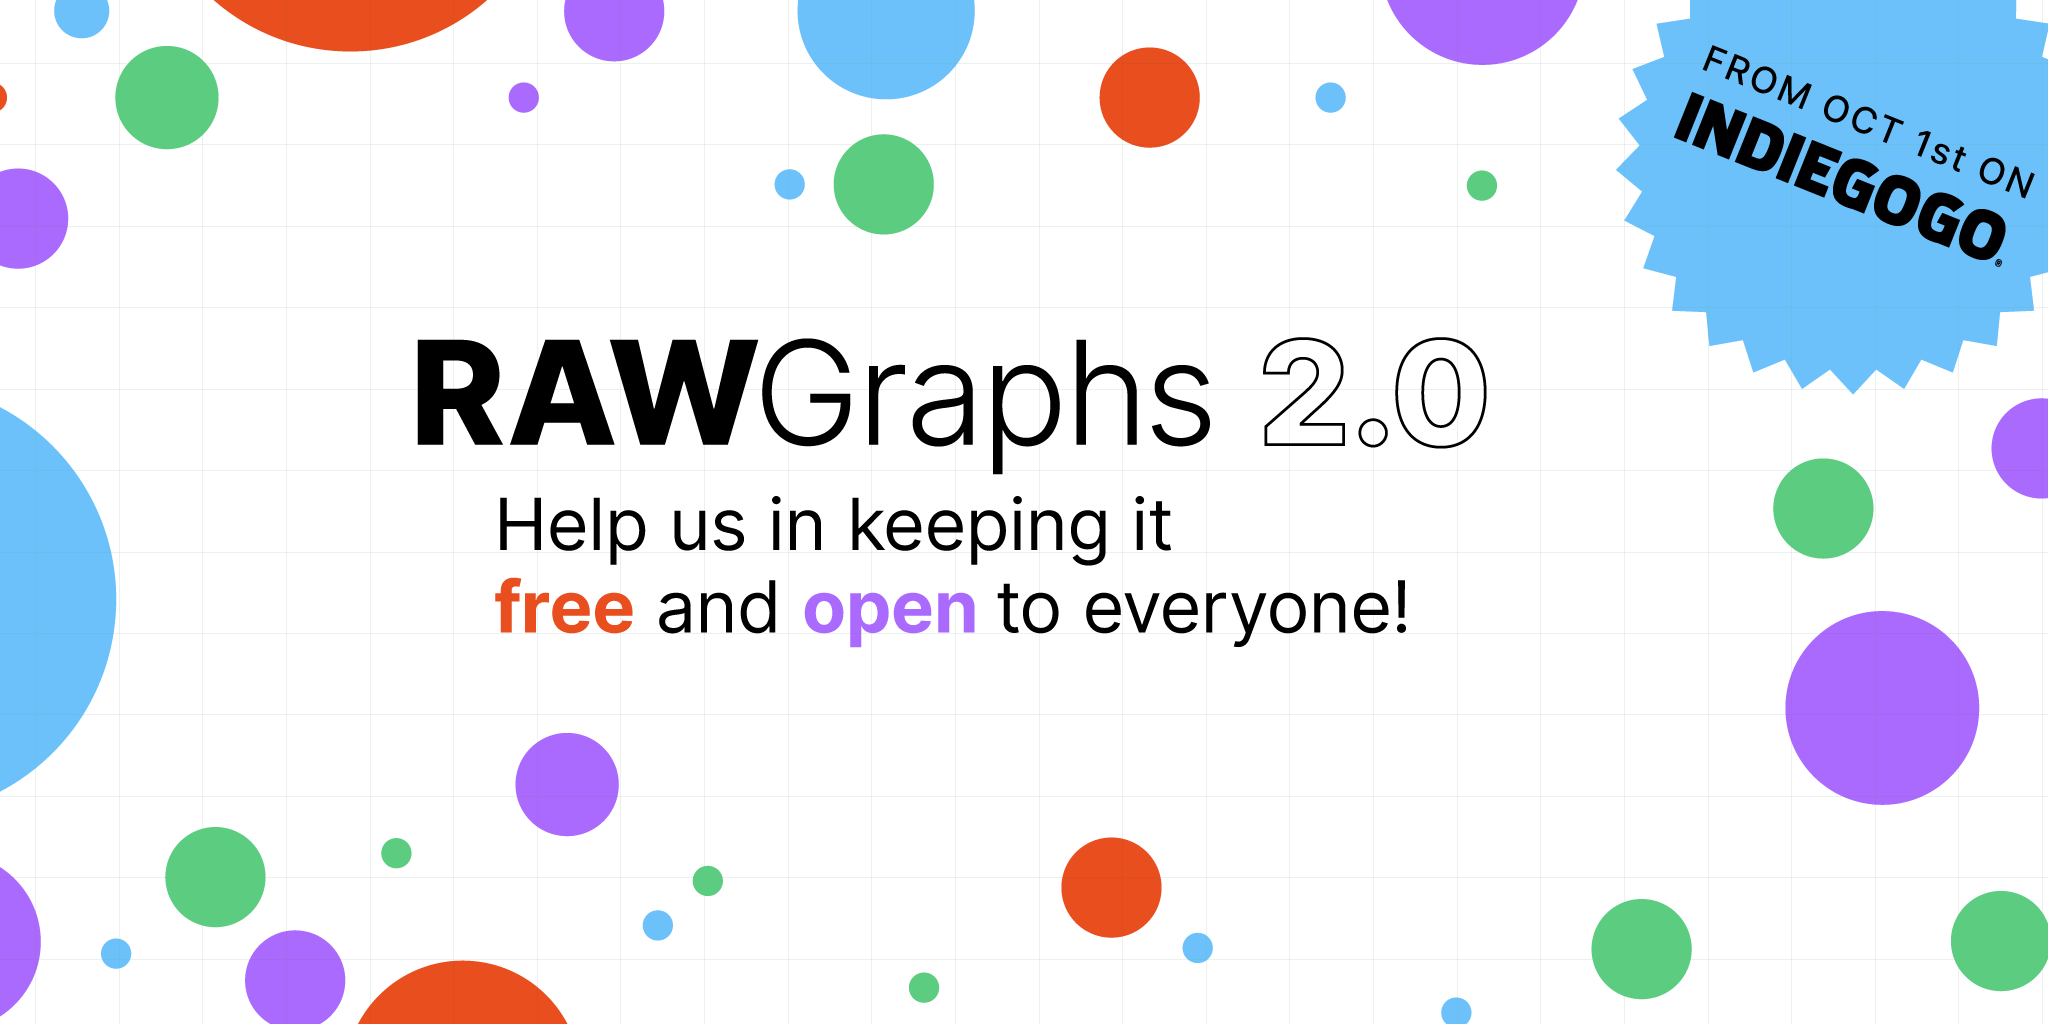 FROM OCT 1st ON
INDIEGOGO®
RAWGraphs 2.0
Help us in keeping it
free and open to everyone!